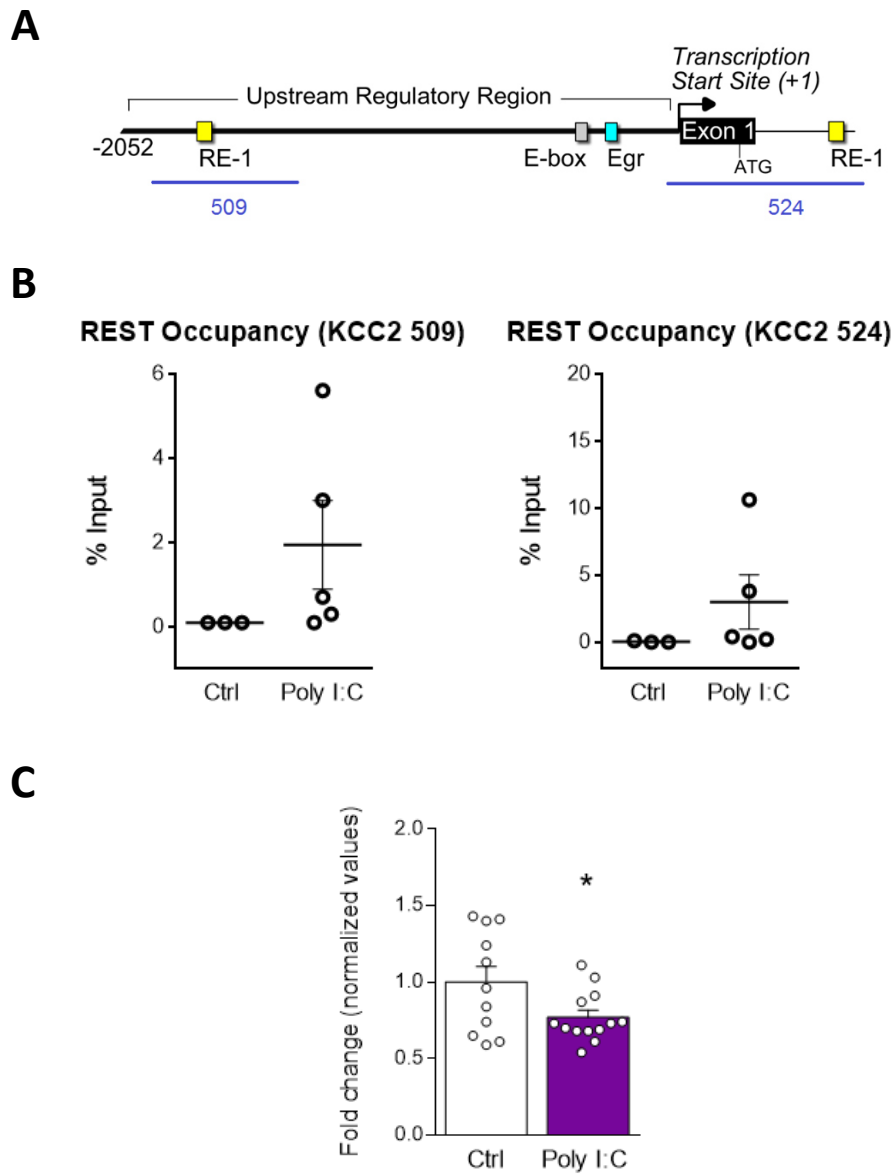 A
Transcription
Start Site (+1)
Upstream Regulatory Region
Exon 1
-2052
RE-1
E-box
Egr
ATG
RE-1
509
524
B
REST Occupancy (KCC2 509)
REST Occupancy (KCC2 524)
% Input
6
4
2
0
Ctrl
Poly I:C
% Input
20
15
10
5
0
Ctrl
Poly I:C
C
Fold change (normalized values)
2.0
1.5
1.0
0.5
0.0
*
Ctrl
Poly I:C